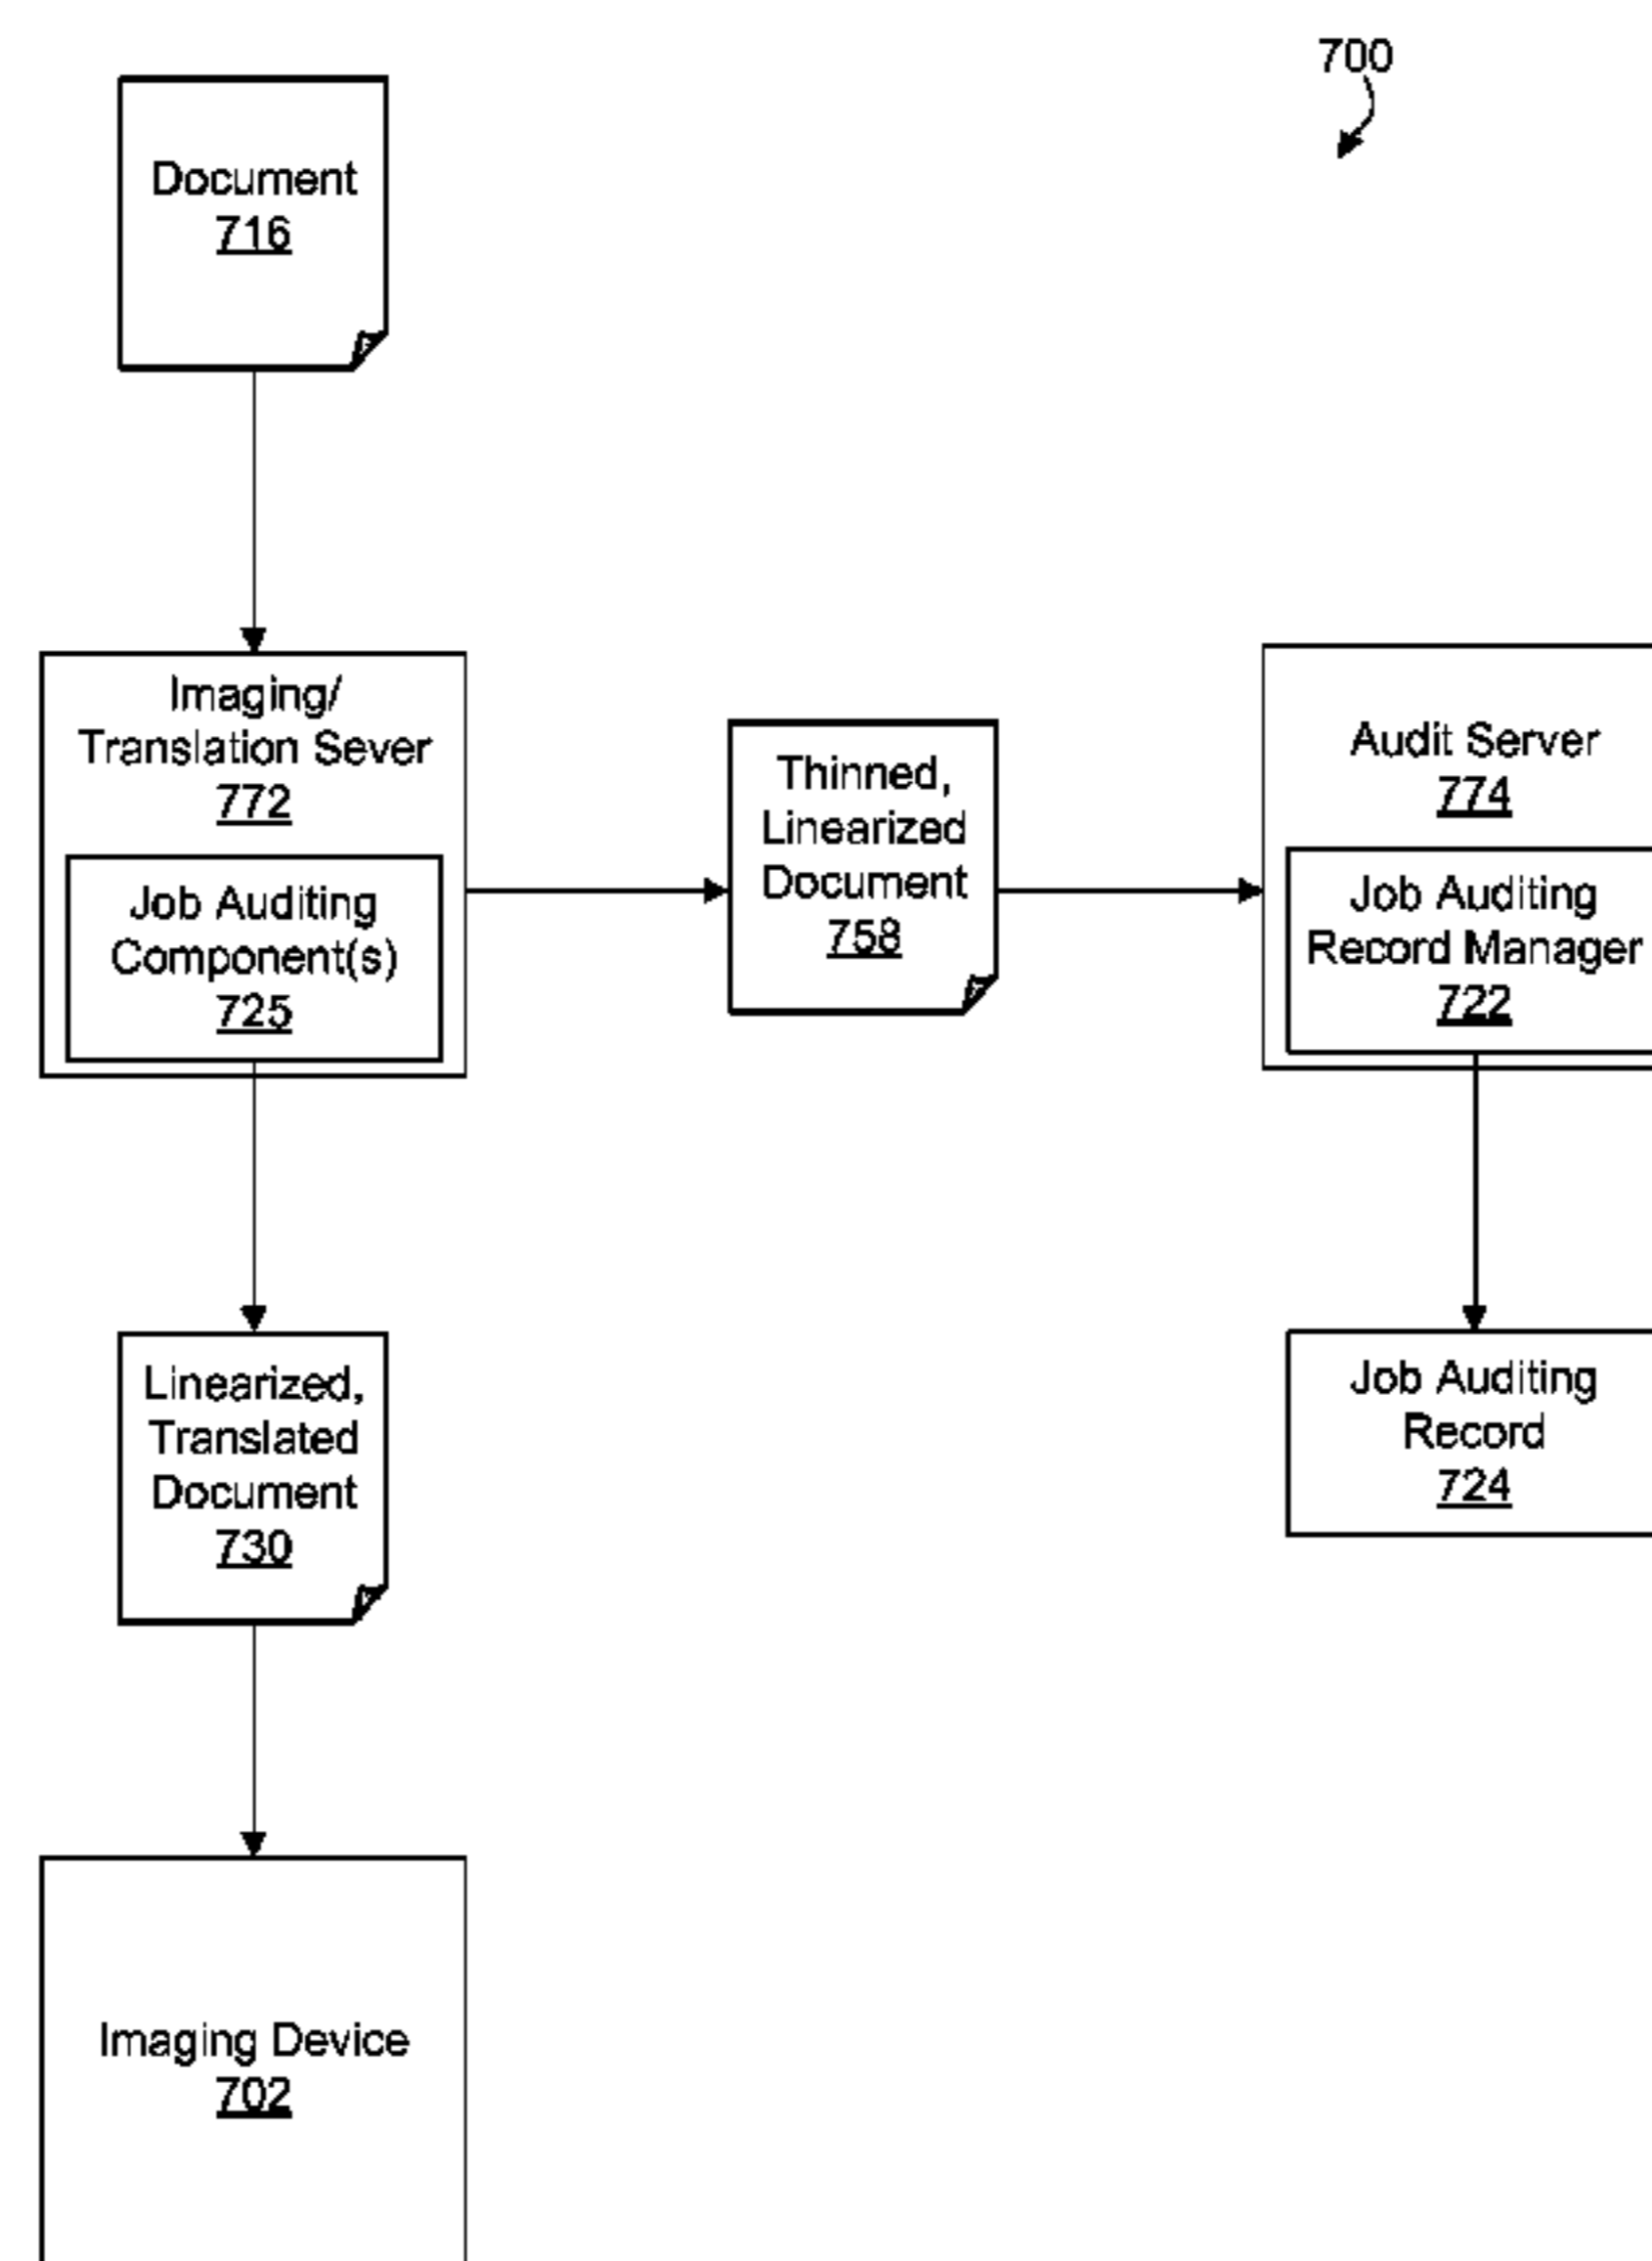 700
Document
716
Imaging/
Translation Sever
772
Job Auditing
Component(s)
725
Thinned,
Linearized
Document
758
Audit Server
774
Job Auditing
Record Manager
722
Linearized,
Translated
Document
730
Job Auditing
Record
724
Imaging Device
702